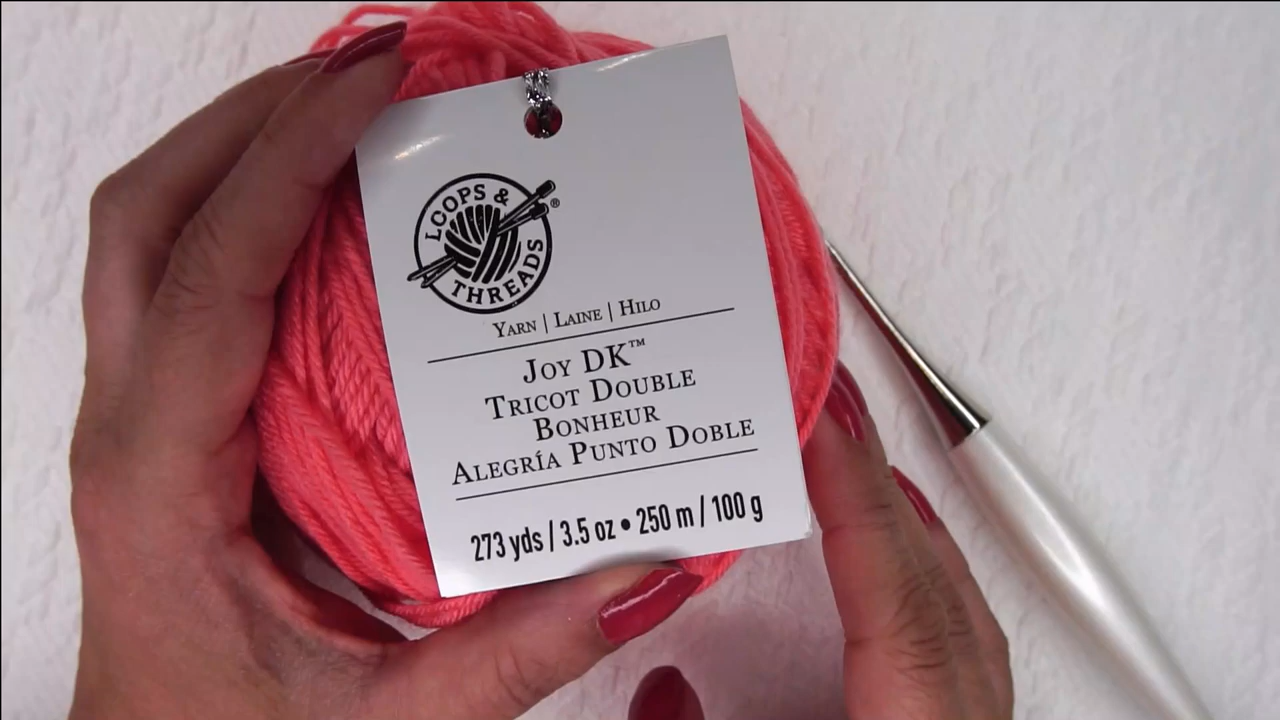 LOOPS &
THREADS®
YARN | LAINE | HILO
JOY DK™
TRICOT DOUBLE
BONHEUR
ALEGRÍA PUNTO DOBLE
273 yds / 3.5 oz • 250 m / 100 g